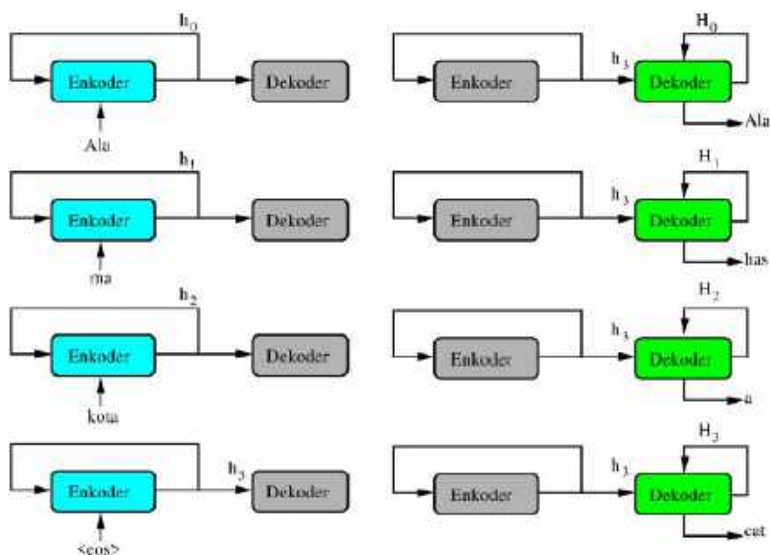 h0
H0
h3
Enkoder
Dekoder
Enkoder
Dekoder
Ala
Ala
h1
H1
h3
Enkoder
Dekoder
Enkoder
Dekoder
ma
has
h2
H2
h3
Enkoder
Dekoder
Enkoder
Dekoder
kota
a
H3
h3
h3
Enkoder
Dekoder
Enkoder
Dekoder
<eos>
cat